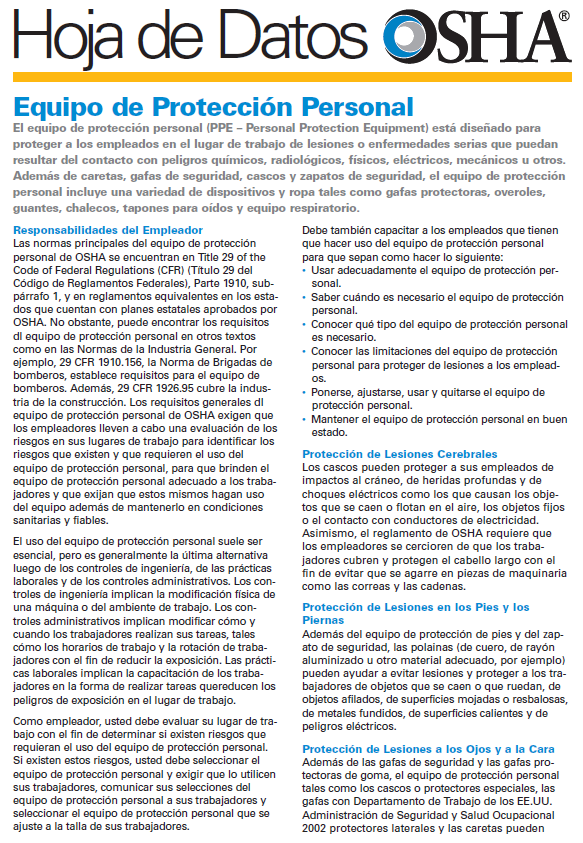 Hoja de Datos OSHA®
Equipo de Protección Personal
El equipo de protección personal (PPE – Personal Protection Equipment) está diseñado para
proteger a los empleados en el lugar de trabajo de lesiones o enfermedades serias que puedan
resultar del contacto con peligros químicos, radiológicos, físicos, eléctricos, mecánicos u otros.
Además de caretas, gafas de seguridad, cascos y zapatos de seguridad, el equipo de protección
personal incluye una variedad de dispositivos y ropa tales como gafas protectoras, overoles,
guantes, chalecos, tapones para oídos y equipo respiratorio.
Responsabilidades del Empleador
Las normas principales del equipo de protección
personal de OSHA se encuentran en Title 29 of the
Code of Federal Regulations (CFR) (Título 29 del
Código de Reglamentos Federales), Parte 1910, sub-
párrafo 1, y en reglamentos equivalentes en los esta-
dos que cuentan con planes estatales aprobados por
OSHA. No obstante, puede encontrar los requisitos
dl equipo de protección personal en otros textos
como en las Normas de la Industria General. Por
ejemplo, 29 CFR 1910.156, la Norma de Brigadas de
bomberos, establece requisitos para el equipo de
bomberos. Además, 29 CFR 1926.95 cubre la indus-
tria de la construcción. Los requisitos generales dl
equipo de protección personal de OSHA exigen que
los empleadores lleven a cabo una evaluación de los
riesgos en sus lugares de trabajo para identificar los
riesgos que existen y que requieren el uso del
equipo de protección personal, para que brinden el
equipo de protección personal adecuado a los traba-
jadores y que exijan que estos mismos hagan uso
del equipo además de mantenerlo en condiciones
sanitarias y fiables.
El uso del equipo de protección personal suele ser
esencial, pero es generalmente la última alternativa
luego de los controles de ingeniería, de las prácticas
laborales y de los controles administrativos. Los con-
troles de ingeniería implican la modificación física de
una máquina o del ambiente de trabajo. Los con-
troles administrativos implican modificar cómo y
cuando los trabajadores realizan sus tareas, tales
cómo los horarios de trabajo y la rotación de traba-
jadores con el fin de reducir la exposición. Las prácti-
cas laborales implican la capacitación de los traba-
jadores en la forma de realizar tareas quereducen los
peligros de exposición en el lugar de trabajo.
Como empleador, usted debe evaluar su lugar de tra-
bajo con el fin de determinar si existen riesgos que
requieran el uso del equipo de protección personal.
Si existen estos riesgos, usted debe seleccionar el
equipo de protección personal y exigir que lo utilicen
sus trabajadores, comunicar sus selecciones del
equipo de protección personal a sus trabajadores y
seleccionar el equipo de protección personal que se
ajuste a la talla de sus trabajadores.
Debe también capacitar a los empleados que tienen
que hacer uso del equipo de protección personal
para que sepan como hacer lo siguiente:
• Usar adecuadamente el equipo de protección per-
sonal.
• Saber cuándo es necesario el equipo de protección
personal.
• Conocer qué tipo del equipo de protección personal
es necesario.
• Conocer las limitaciones del equipo de protección
personal para proteger de lesiones a los emplead-
os.
• Ponerse, ajustarse, usar y quitarse el equipo de
protección personal.
• Mantener el equipo de protección personal en buen
estado.
Protección de Lesiones Cerebrales
Los cascos pueden proteger a sus empleados de
impactos al cráneo, de heridas profundas y de
choques eléctricos como los que causan los obje-
tos que se caen o flotan en el aire, los objetos fijos
o el contacto con conductores de electricidad.
Asimismo, el reglamento de OSHA requiere que
los empleadores se cercioren de que los traba-
jadores cubren y protegen el cabello largo con el
fin de evitar que se agarre en piezas de maquinaria
como las correas y las cadenas.
Protección de Lesiones en los Pies y los
Piernas
Además del equipo de protección de pies y del zap-
ato de seguridad, las polainas (de cuero, de rayón
aluminizado u otro material adecuado, por ejemplo)
pueden ayudar a evitar lesiones y proteger a los tra-
bajadores de objetos que se caen o que ruedan, de
objetos afilados, de superficies mojadas o resbalosas,
de metales fundidos, de superficies calientes y de
peligros eléctricos.
Protección de Lesiones a los Ojos y a la Cara
Además de las gafas de seguridad y las gafas pro-
tectoras de goma, el equipo de protección personal
tales como los cascos o protectores especiales, las
gafas con Departamento de Trabajo de los EE.UU.
Administración de Seguridad y Salud Ocupacional
2002 protectores laterales y las caretas pueden